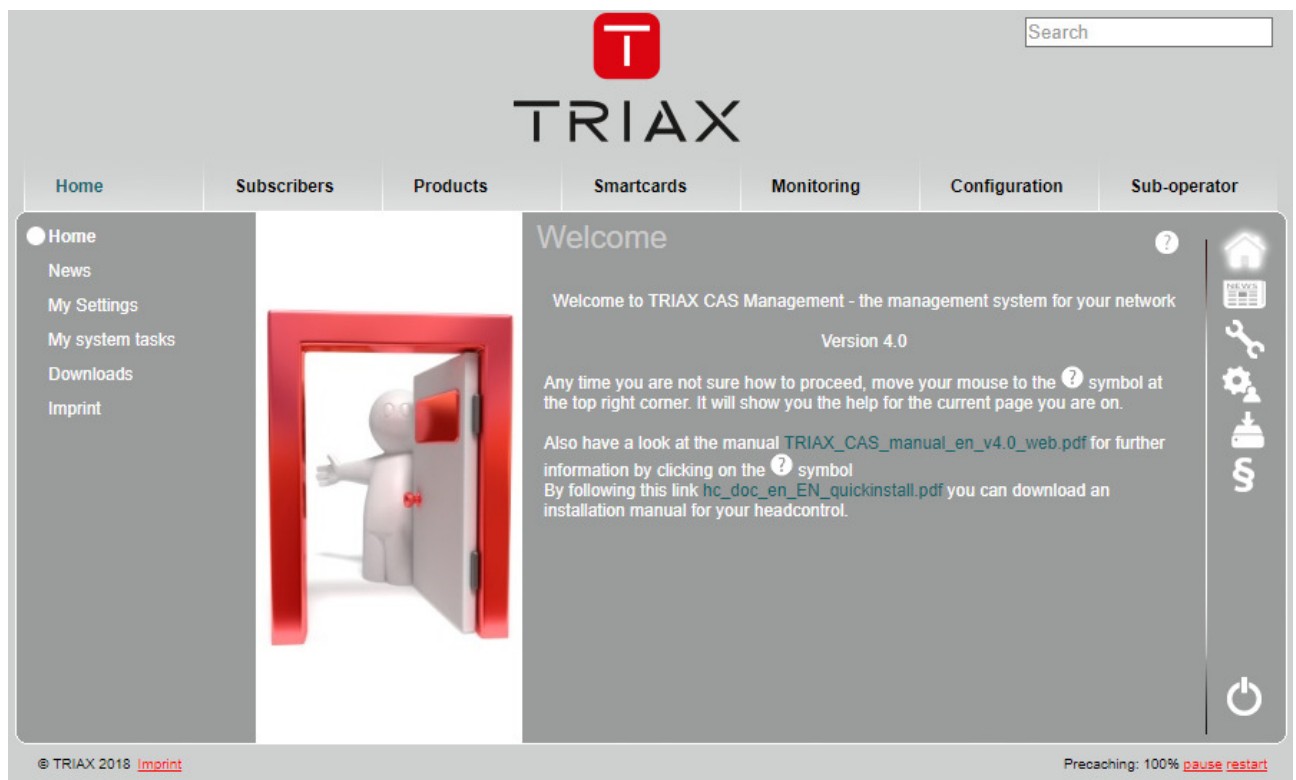 Search
T
TRIAX
Home
Subscribers
Products
Smartcards
Monitoring
Configuration
Sub-operator
Home
News
My Settings
My system tasks
Downloads
Imprint
Welcome
?
Welcome to TRIAX CAS Management - the management system for your network
Version 4.0
Any time you are not sure how to proceed, move your mouse to the ? symbol at
the top right corner. It will show you the help for the current page you are on.
Also have a look at the manual TRIAX_CAS_manual_en_v4.0_web.pdf for further
information by clicking on the ? symbol
By following this link hc_doc_en_EN_quickinstall.pdf you can download an
installation manual for your headcontrol.
NEWS
§
© TRIAX 2018 Imprint
Precaching: 100% pause restart